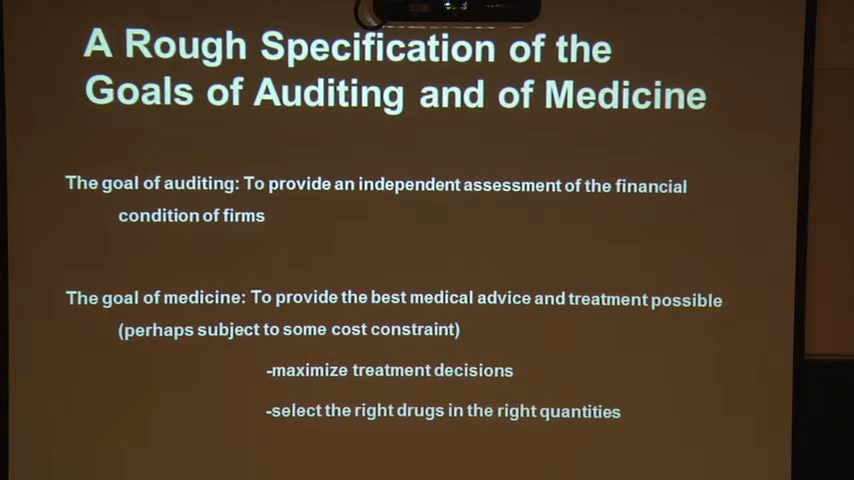 A Rough Specification of the
Goals of Auditing and of Medicine
The goal of auditing: To provide an independent assessment of the financial
condition of firms
The goal of medicine: To provide the best medical advice and treatment possible
(perhaps subject to some cost constraint)
-maximize treatment decisions
-select the right drugs in the right quantities